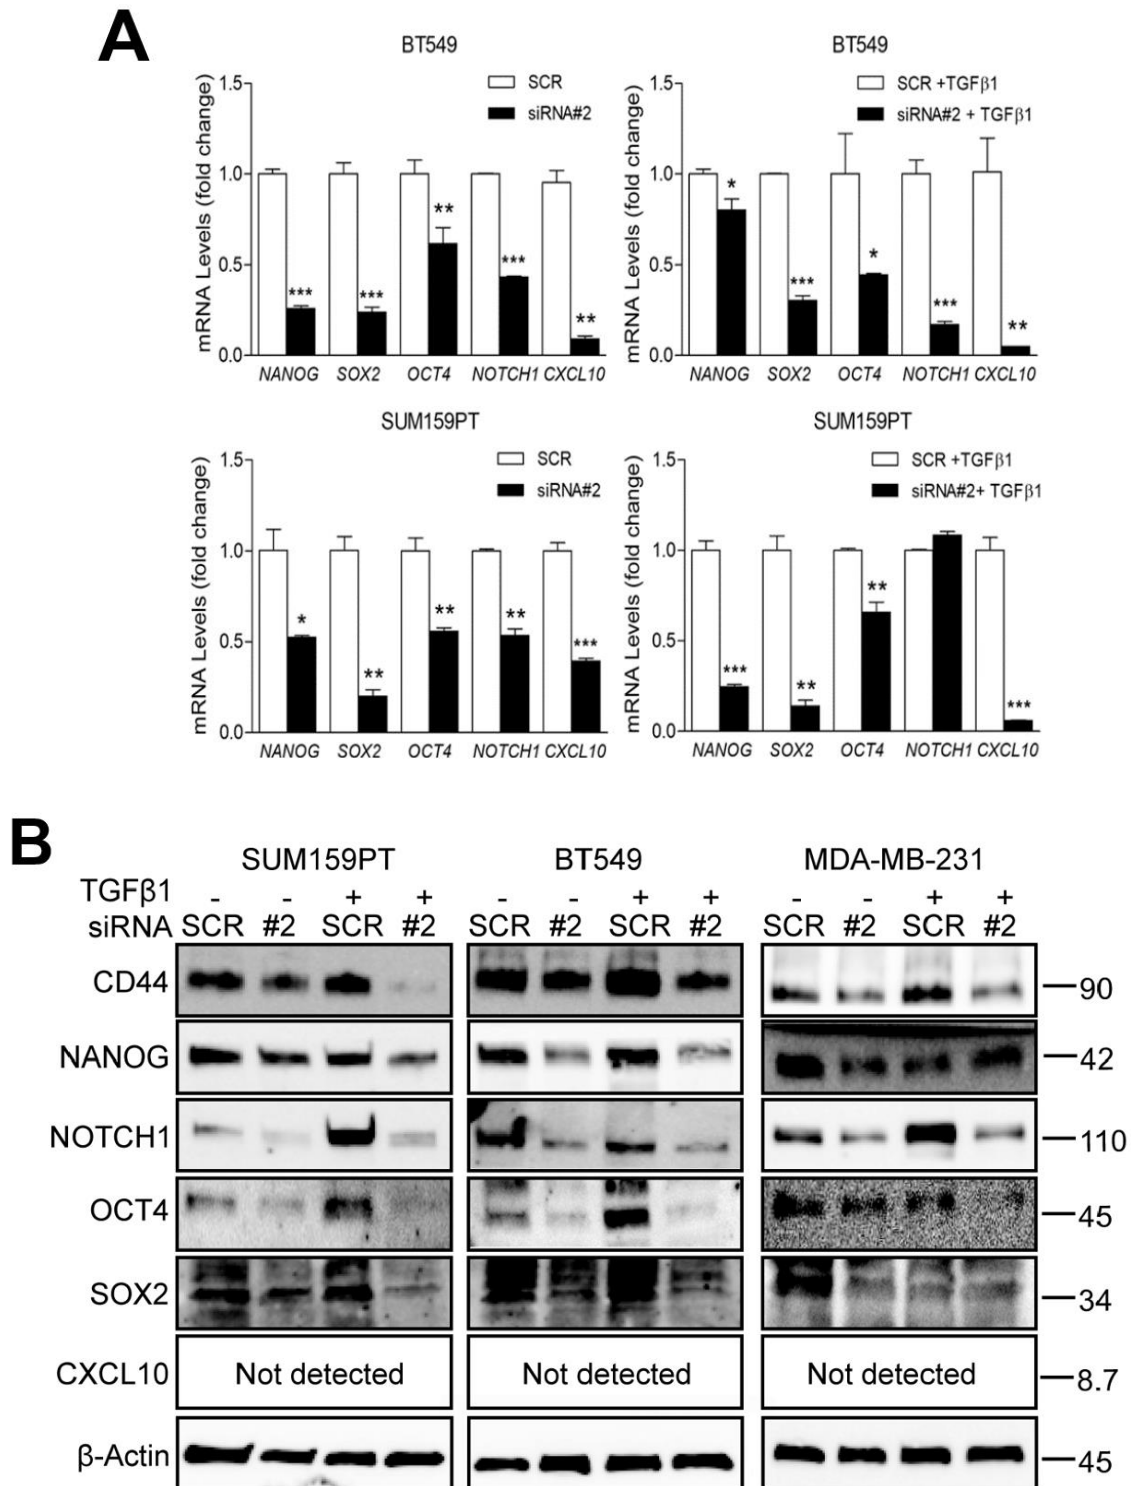 A
BT549
mRNA Levels (fold change)
1.5
1.0
0.5
0.0
SCR
siRNA#2
***
***
**
***
**
NANOG SOX2 OCT4 NOTCH1 CXCL10
BT549
mRNA Levels (fold change)
1.5
1.0
0.5
0.0
SCR +TGFβ1
siRNA#2 + TGFβ1
*
***
*
***
**
NANOG SOX2 OCT4 NOTCH1 CXCL10
SUM159PT
mRNA Levels (fold change)
1.5
1.0
0.5
0.0
SCR
siRNA#2
*
**
**
**
***
NANOG SOX2 OCT4 NOTCH1 CXCL10
SUM159PT
mRNA Levels (fold change)
1.5
1.0
0.5
0.0
SCR +TGFβ1
siRNA#2+ TGFβ1
***
**
**
***
NANOG SOX2 OCT4 NOTCH1 CXCL10
B
SUM159PT BT549 MDA-MB-231
TGFβ1 - - + + - - + + - - + +
siRNA SCR #2 SCR #2 SCR #2 SCR #2 SCR #2 SCR #2
CD44 90
NANOG 42
NOTCH1 110
OCT4 45
SOX2 34
CXCL10 Not detected Not detected Not detected 8.7
β-Actin 45